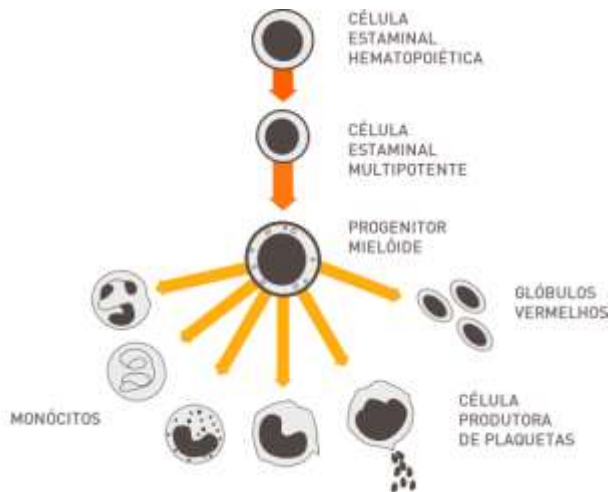 CÉLULA
ESTAMINAL
HEMATOPOIÉTICA
CÉLULA
ESTAMINAL
MULTIPOTENTE
PROGENITOR
MIELÓIDE
GLÓBULOS
VERMELHOS
MONÓCITOS
CÉLULA
PRODUTORA
DE PLAQUETAS